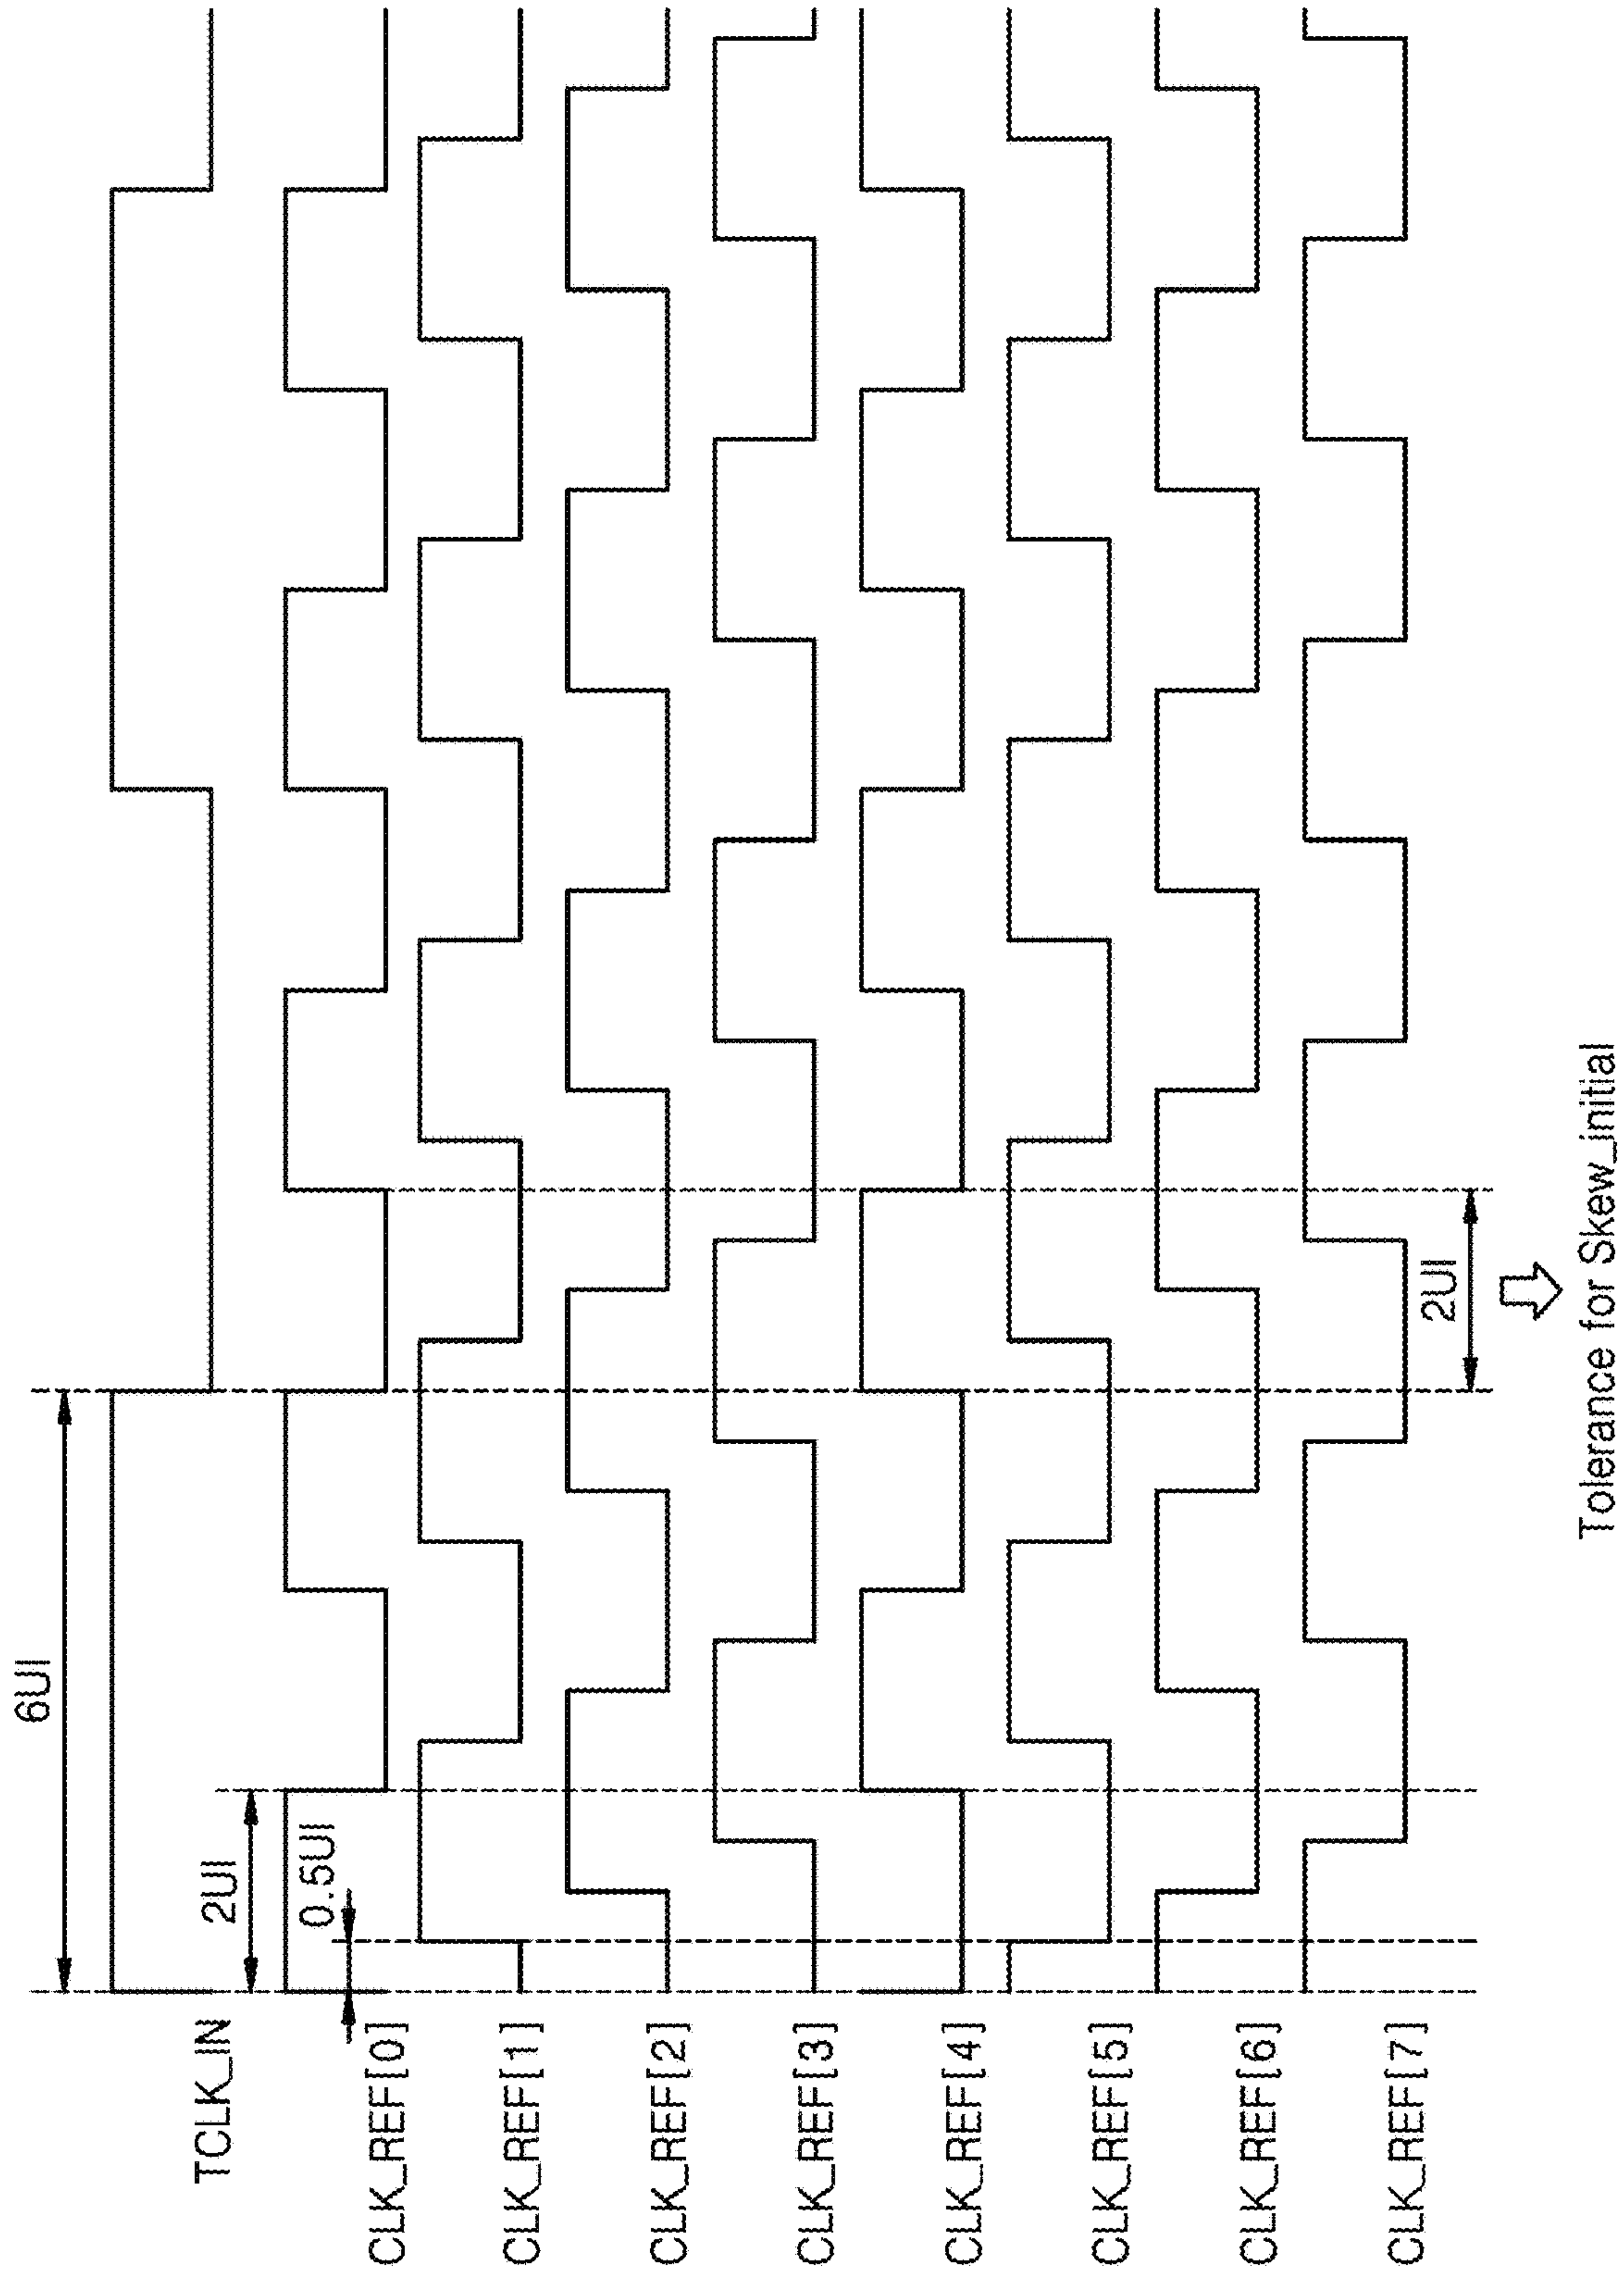 6UI
TCLK_IN
2UI
CLK_REF[0]
0.5UI
CLK_REF[1]
CLK_REF[2]
CLK_REF[3]
CLK_REF[4]
CLK_REF[5]
CLK_REF[6]
CLK_REF[7]
2UI
Tolerance for Skew_initial